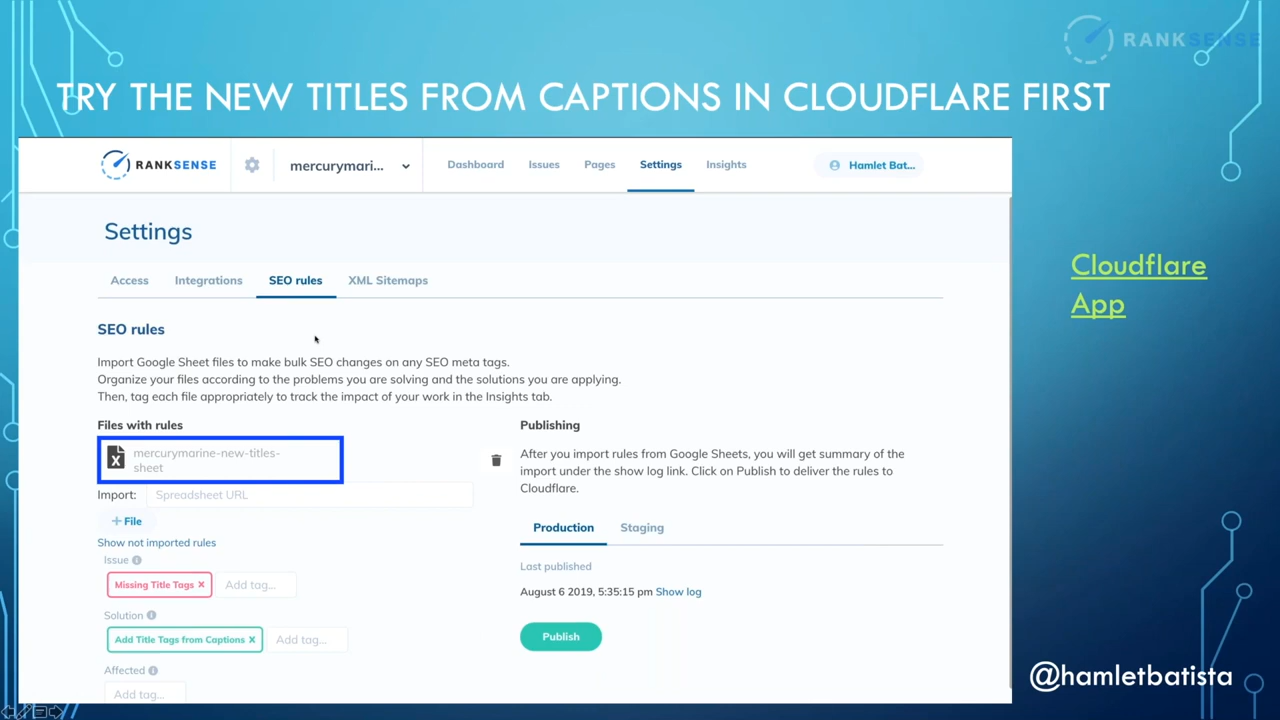 RANKSENSE
TRY THE NEW TITLES FROM CAPTIONS IN CLOUDFLARE FIRST
RANKSENSE
mercurymari...
Dashboard
Issues
Pages
Settings
Insights
Hamlet Bat...
Settings
Access
Integrations
SEO rules
XML Sitemaps
SEO rules
Import Google Sheet files to make bulk SEO changes on any SEO meta tags.
Organize your files according to the problems you are solving and the solutions you are applying.
Then, tag each file appropriately to track the impact of your work in the Insights tab.
Files with rules
mercurymarine-new-titles-
sheet
Import: Spreadsheet URL
+ File
Show not imported rules
Issue
Missing Title Tags × Add tag...
Solution
Add Title Tags from Captions × Add tag...
Affected
Add tag...
Publishing
After you import rules from Google Sheets, you will get summary of the
import under the show log link. Click on Publish to deliver the rules to
Cloudflare.
Production
Staging
Last published
August 6 2019, 5:35:15 pm Show log
Publish
Cloudflare
App
@hamletbatista